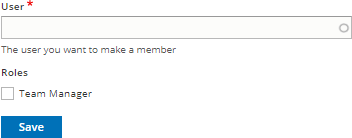 User *
The user you want to make a member
Roles
Team Manager
Save